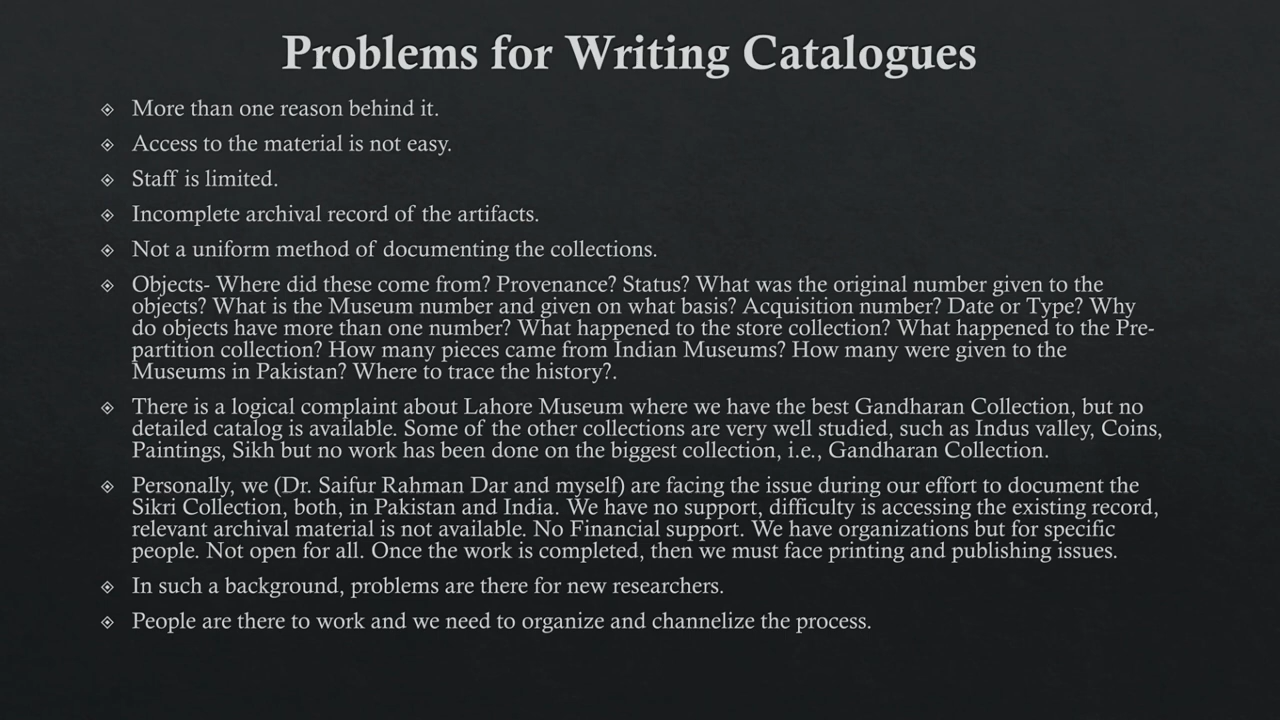 Problems for Writing Catalogues
More than one reason behind it.
Access to the material is not easy.
Staff is limited.
Incomplete archival record of the artifacts.
Not a uniform method of documenting the collections.
Objects- Where did these come from? Provenance? Status? What was the original number given to the
objects? What is the Museum number and given on what basis? Acquisition number? Date or Type? Why
do objects have more than one number? What happened to the store collection? What happened to the Pre-
partition collection? How many pieces came from Indian Museums? How many were given to the
Museums in Pakistan? Where to trace the history?.
There is a logical complaint about Lahore Museum where we have the best Gandharan Collection, but no
detailed catalog is available. Some of the other collections are very well studied, such as Indus valley, Coins,
Paintings, Sikh but no work has been done on the biggest collection, i.e., Gandharan Collection.
Personally, we (Dr. Saifur Rahman Dar and myself) are facing the issue during our effort to document the
Sikri Collection, both, in Pakistan and India. We have no support, difficulty is accessing the existing record,
relevant archival material is not available. No Financial support. We have organizations but for specific
people. Not open for all. Once the work is completed, then we must face printing and publishing issues.
In such a background, problems are there for new researchers.
People are there to work and we need to organize and channelize the process.